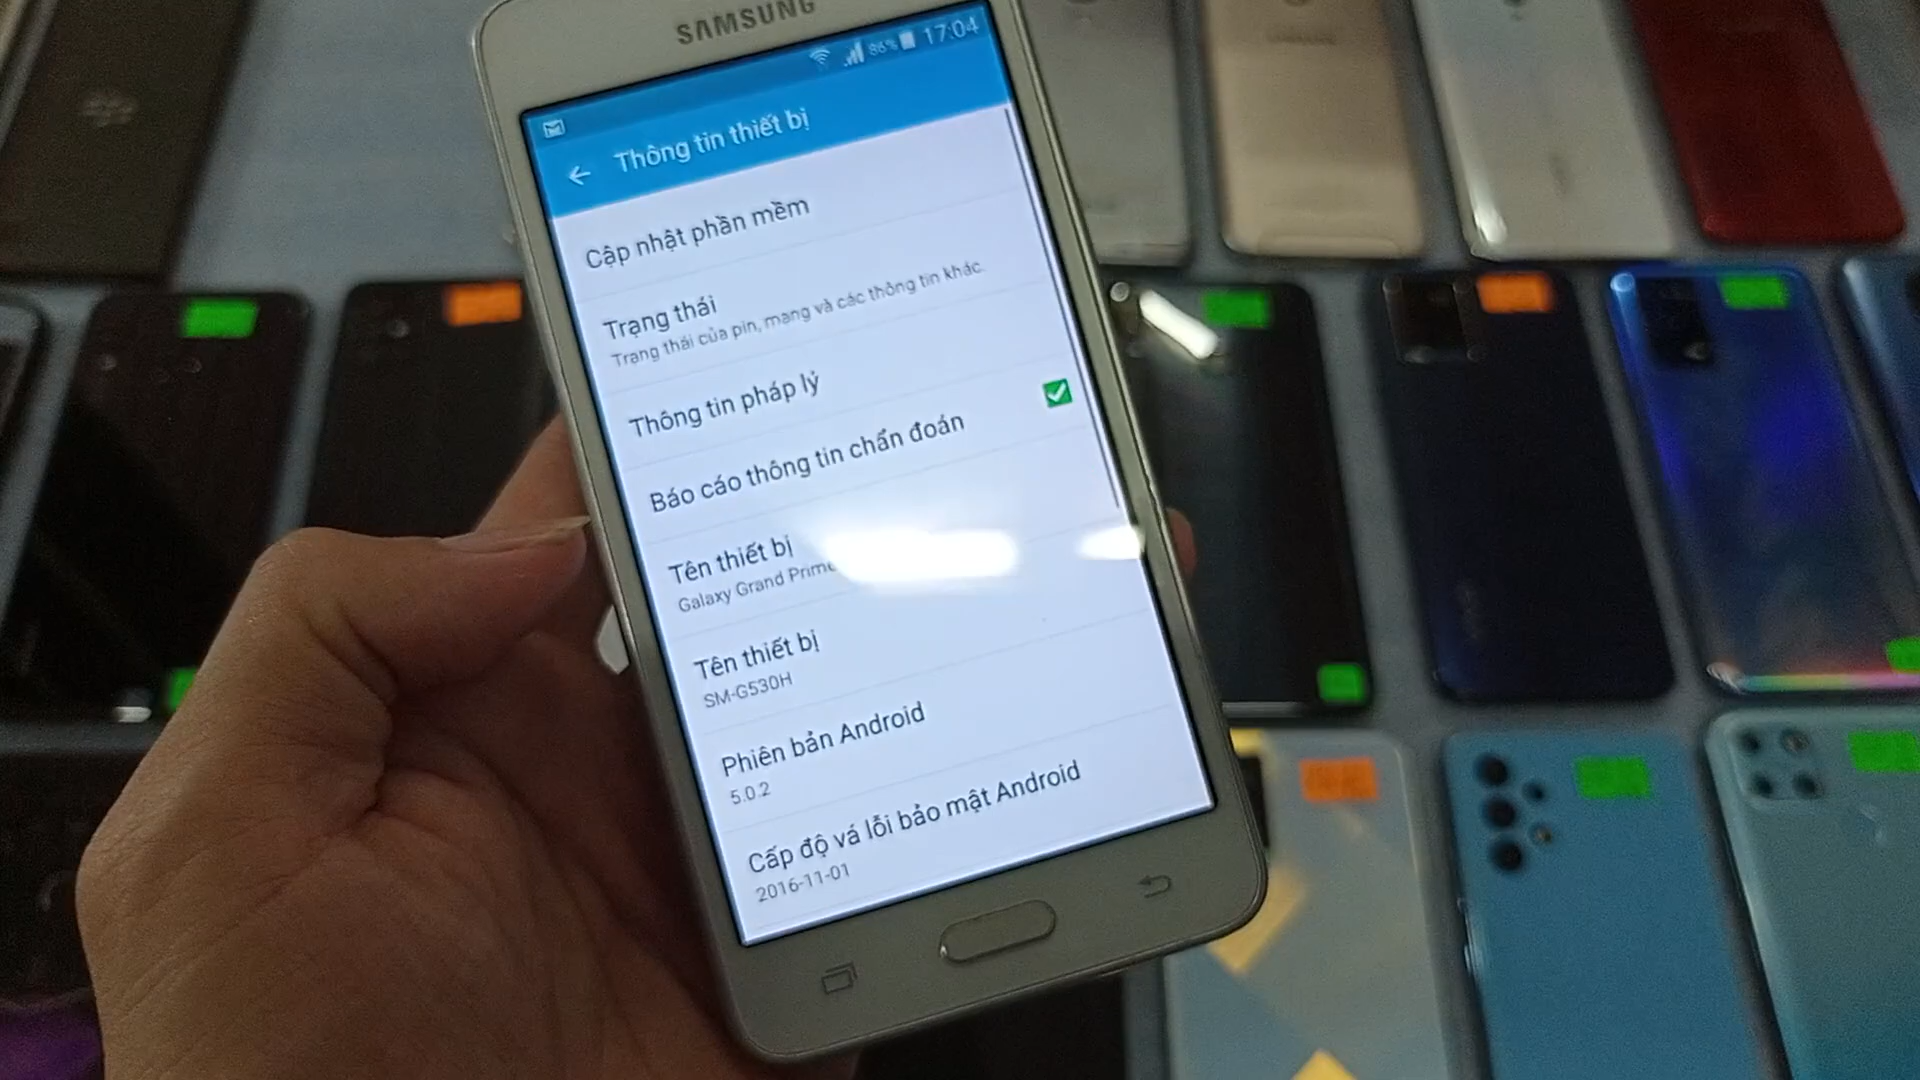 SAMSUNG
86% 17:04
Thông tin thiết bị
Cập nhật phần mềm
Trạng thái
Trạng thái của pin, mạng và các thông tin khác.
Thông tin pháp lý
Báo cáo thông tin chẩn đoán
Tên thiết bị
Galaxy Grand Prime
Tên thiết bị
SM-G530H
Phiên bản Android
5.0.2
Cấp độ vá lỗi bảo mật Android
2016-11-01